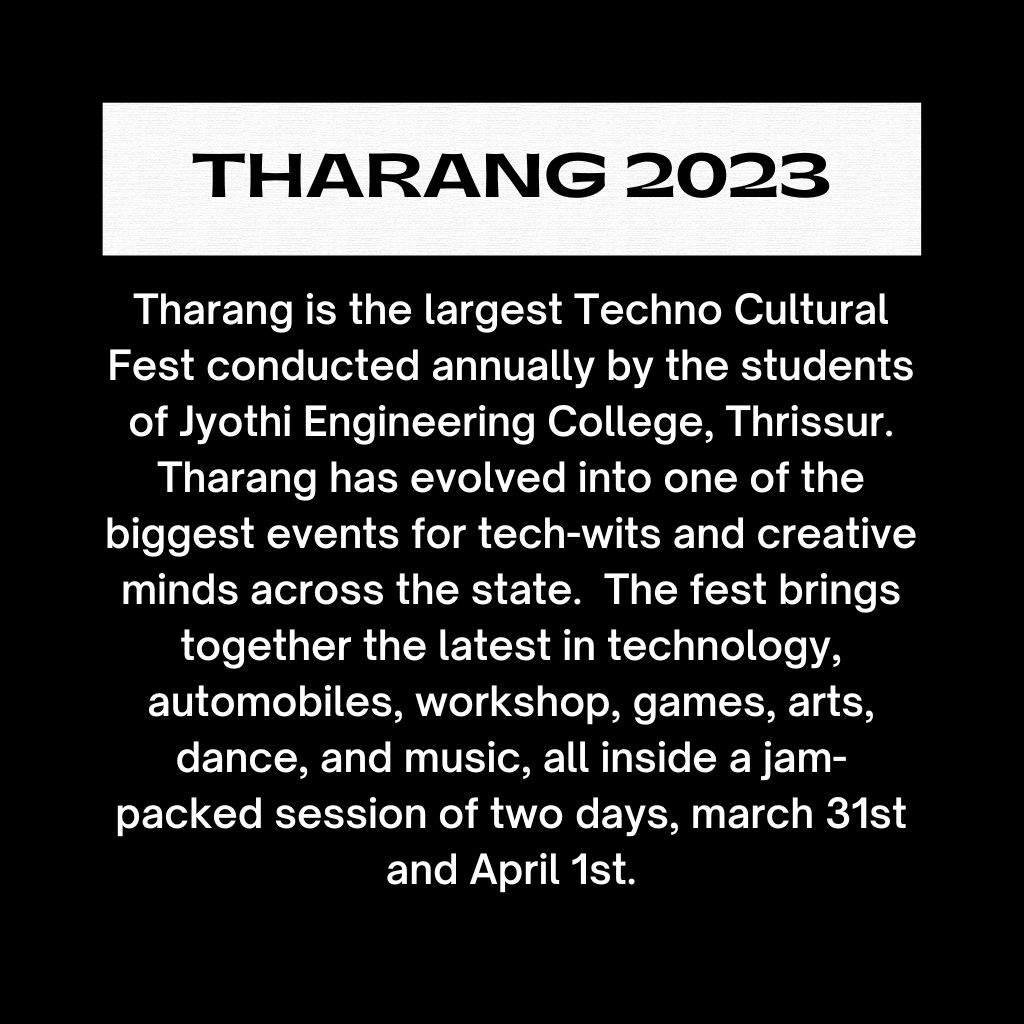 THARANG 2023
Tharang is the largest Techno Cultural
Fest conducted annually by the students
of Jyothi Engineering College, Thrissur.
Tharang has evolved into one of the
biggest events for tech-wits and creative
minds across the state.  The fest brings
together the latest in technology,
automobiles, workshop, games, arts,
dance, and music, all inside a jam-
packed session of two days, march 31st
and April 1st.